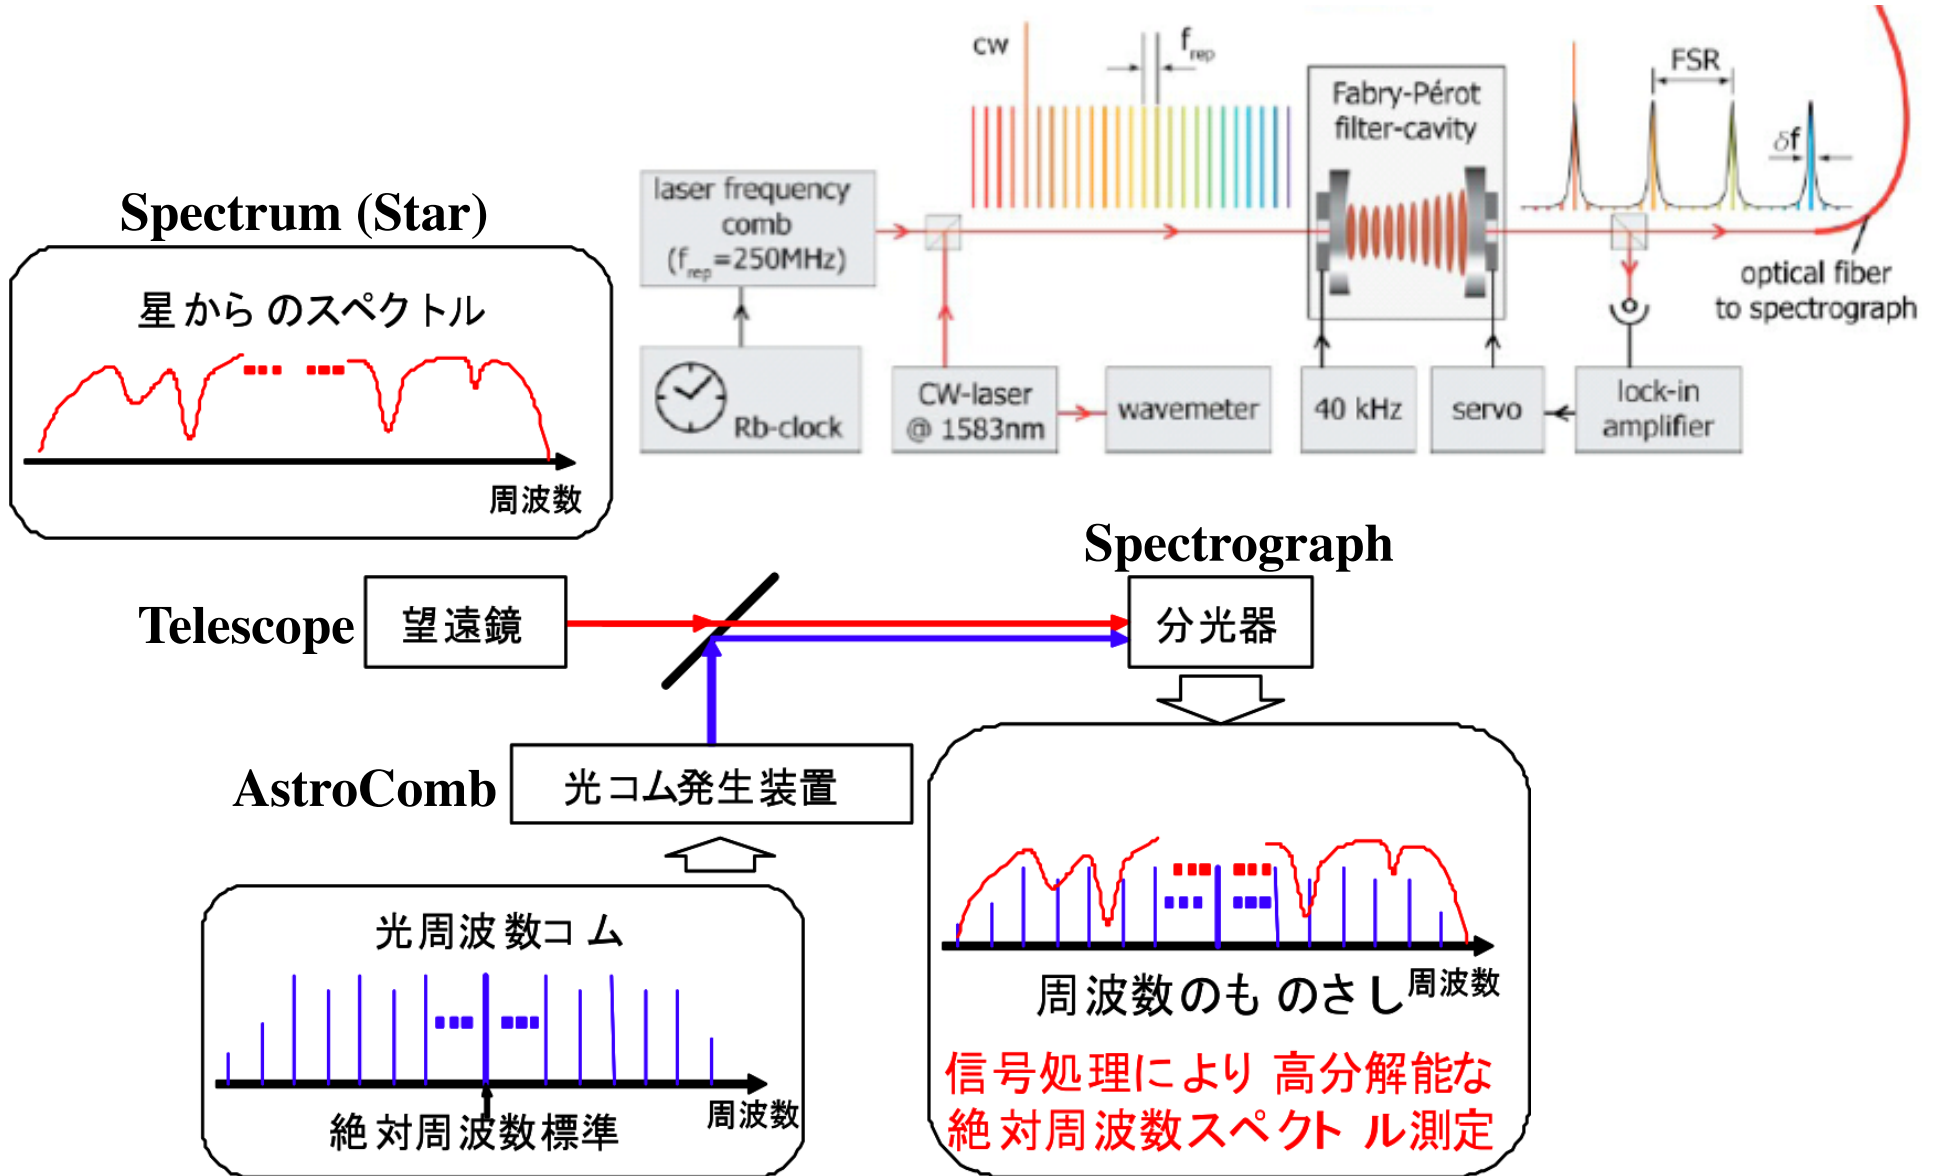 cw
f_rep
FSR
δf
Fabry-Pérot
filter-cavity
laser frequency
comb
(f_rep=250MHz)
optical fiber
to spectrograph
Rb-clock
CW-laser
@ 1583nm
wavemeter
40 kHz
servo
lock-in
amplifier
Spectrum (Star)
星からのスペクトル
周波数
Spectrograph
Telescope
望遠鏡
分光器
AstroComb
光コム発生装置
光周波数コム
周波数
絶対周波数標準
周波数のものさし
周波数
信号処理により高分解能な
絶対周波数スペクトル測定